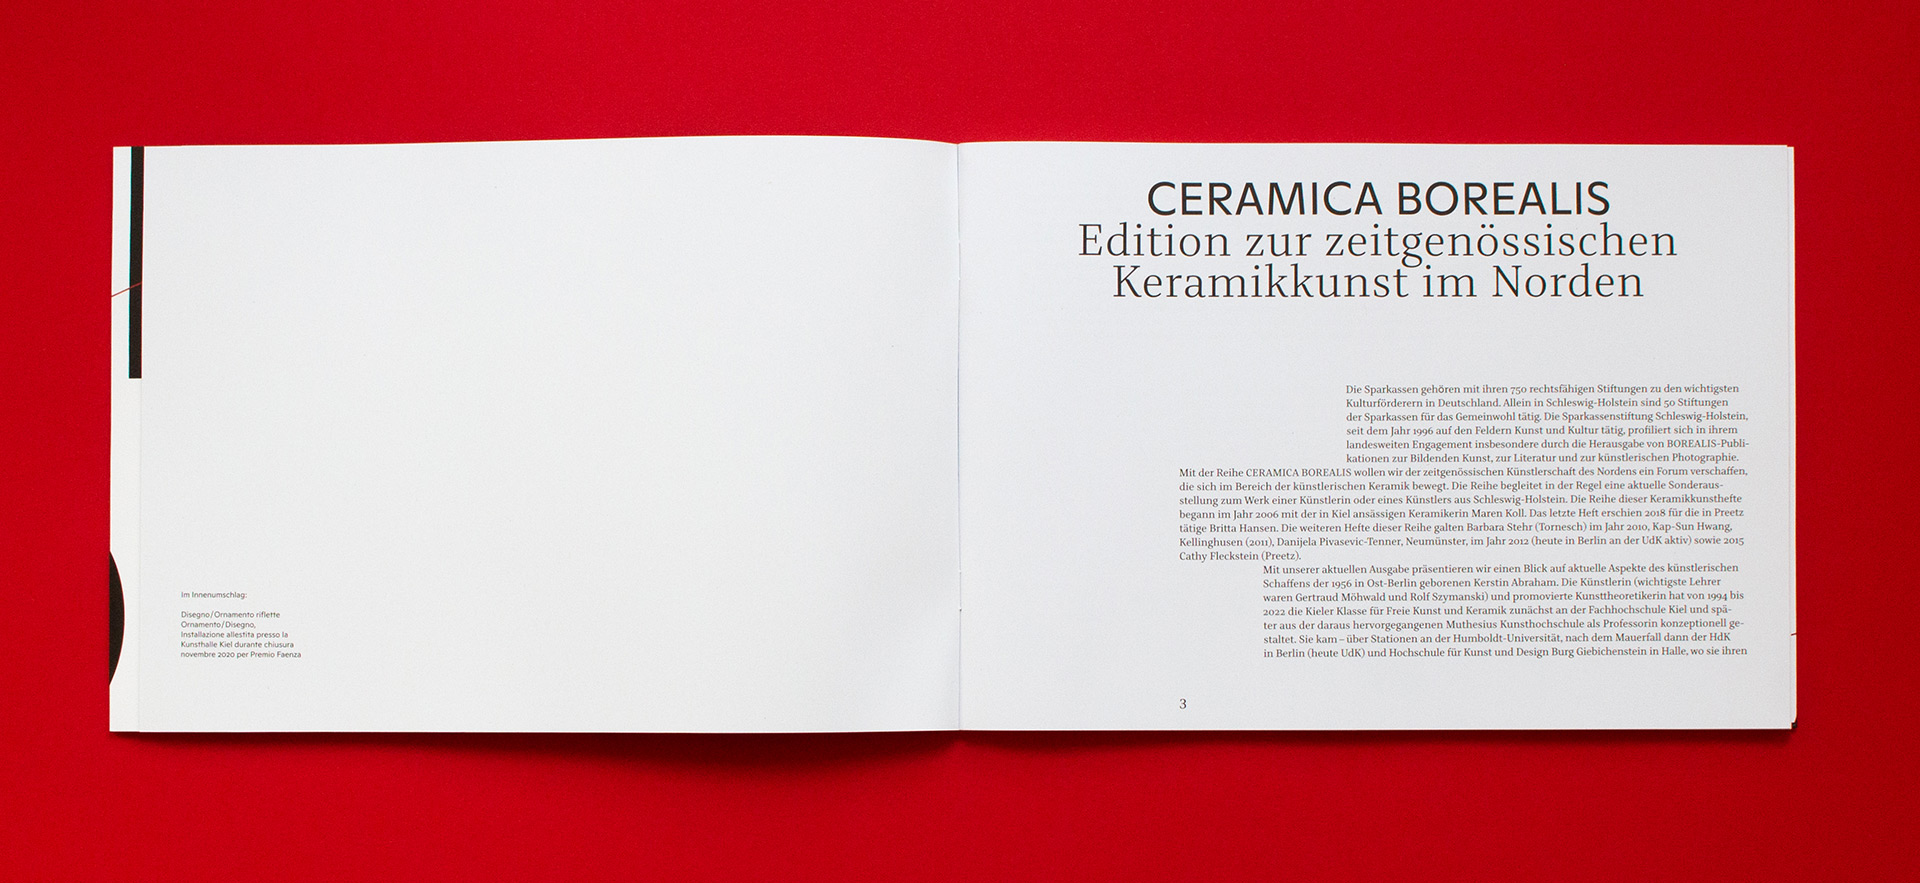 Im Innenumschlag:
Disegno/Ornamento riflette
Ornamento/Disegno,
Installazione allestita presso la
Kunsthalle Kiel durante chiusura
novembre 2020 per Premio Faenza
CERAMICA BOREALIS
Edition zur zeitgenössischen
Keramikkunst im Norden
Die Sparkassen gehören mit ihren 750 rechtsfähigen Stiftungen zu den wichtigsten
Kulturförderern in Deutschland. Allein in Schleswig-Holstein sind 50 Stiftungen
der Sparkassen für das Gemeinwohl tätig. Die Sparkassenstiftung Schleswig-Holstein,
seit dem Jahr 1996 auf den Feldern Kunst und Kultur tätig, profiliert sich in ihrem
landesweiten Engagement insbesondere durch die Herausgabe von BOREALIS-Publi-
kationen zur Bildenden Kunst, zur Literatur und zur künstlerischen Photographie.
Mit der Reihe CERAMICA BOREALIS wollen wir der zeitgenössischen Künstlerschaft des Nordens ein Forum verschaffen,
die sich im Bereich der künstlerischen Keramik bewegt. Die Reihe begleitet in der Regel eine aktuelle Sonderaus-
stellung zum Werk einer Künstlerin oder eines Künstlers aus Schleswig-Holstein. Die Reihe dieser Keramikkunsthefte
begann im Jahr 2006 mit der in Kiel ansässigen Keramikerin Maren Koll. Das letzte Heft erschien 2018 für die in Preetz
tätige Britta Hansen. Die weiteren Hefte dieser Reihe galten Barbara Stehr (Tornesch) im Jahr 2010, Kap-Sun Hwang,
Kellinghusen (2011), Danijela Pivasevic-Tenner, Neumünster, im Jahr 2012 (heute in Berlin an der UdK aktiv) sowie 2015
Cathy Fleckstein (Preetz).
Mit unserer aktuellen Ausgabe präsentieren wir einen Blick auf aktuelle Aspekte des künstlerischen
Schaffens der 1956 in Ost-Berlin geborenen Kerstin Abraham. Die Künstlerin (wichtigste Lehrer
waren Gertraud Möhwald und Rolf Szymanski) und promovierte Kunsttheoretikerin hat von 1994 bis
2022 die Kieler Klasse für Freie Kunst und Keramik zunächst an der Fachhochschule Kiel und spä-
ter aus der daraus hervorgegangenen Muthesius Kunsthochschule als Professorin konzeptionell ge-
staltet. Sie kam – über Stationen an der Humboldt-Universität, nach dem Mauerfall dann der HdK
in Berlin (heute UdK) und Hochschule für Kunst und Design Burg Giebichenstein in Halle, wo sie ihren
3